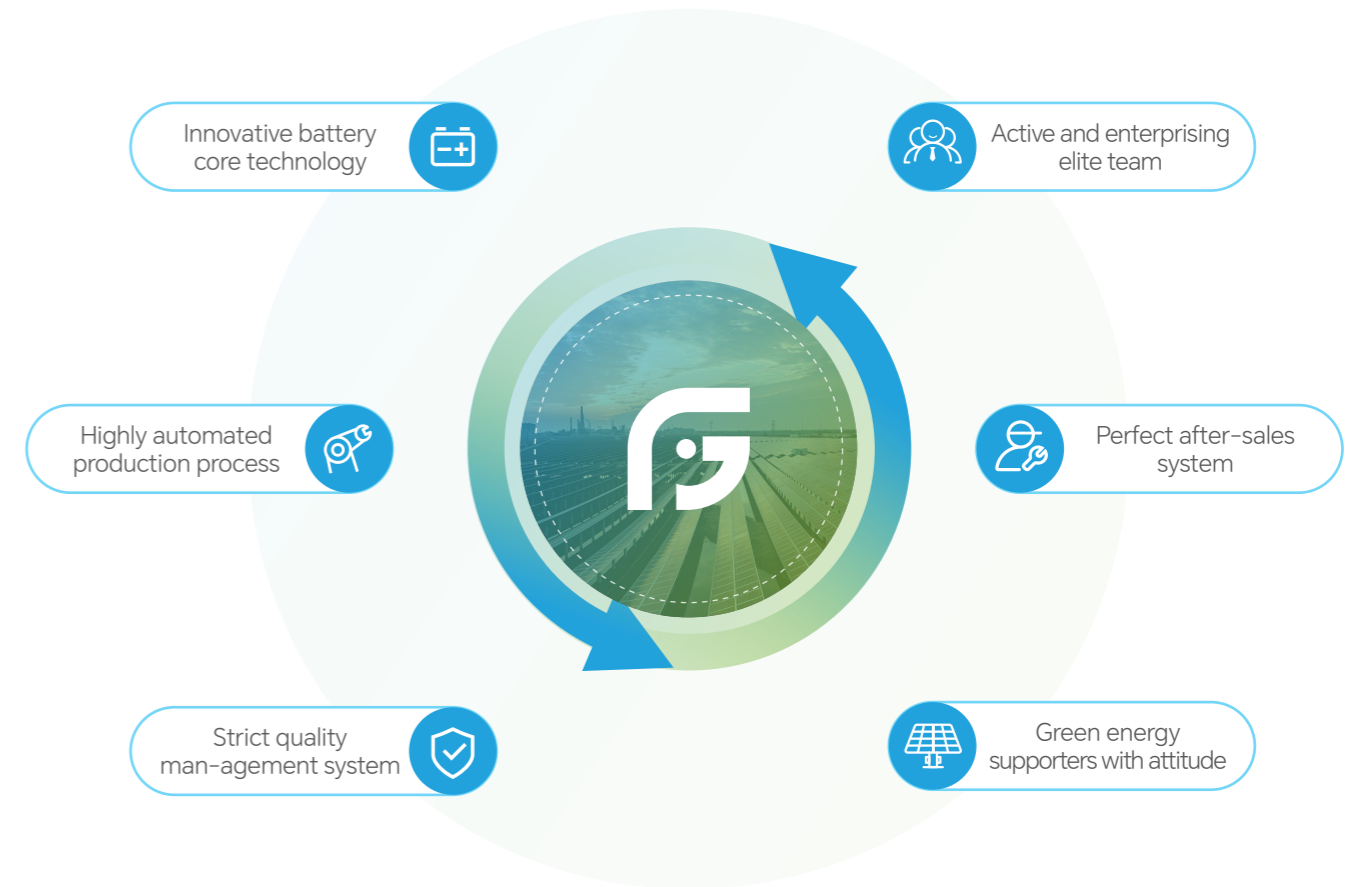 Innovative battery
core technology
Active and enterprising
elite team
Highly automated
production process
Perfect after-sales
system
Strict quality
man-agement system
Green energy
supporters with attitude